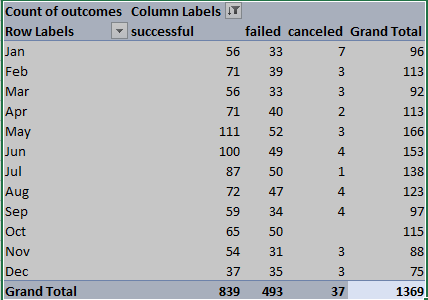 Count of outcomes Column Labels
Row Labels successful failed canceled Grand Total
Jan 56 33 7 96
Feb 71 39 3 113
Mar 56 33 3 92
Apr 71 40 2 113
May 111 52 3 166
Jun 100 49 4 153
Jul 87 50 1 138
Aug 72 47 4 123
Sep 59 34 4 97
Oct 65 50 115
Nov 54 31 3 88
Dec 37 35 3 75
Grand Total 839 493 37 1369